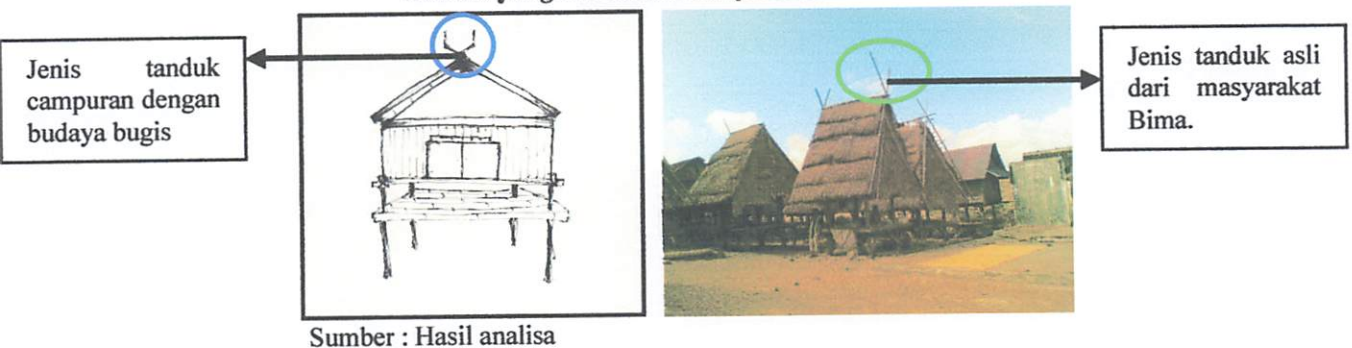 Jenis tanduk
campuran dengan
budaya bugis
Jenis tanduk asli
dari masyarakat
Bima.
Sumber : Hasil analisa